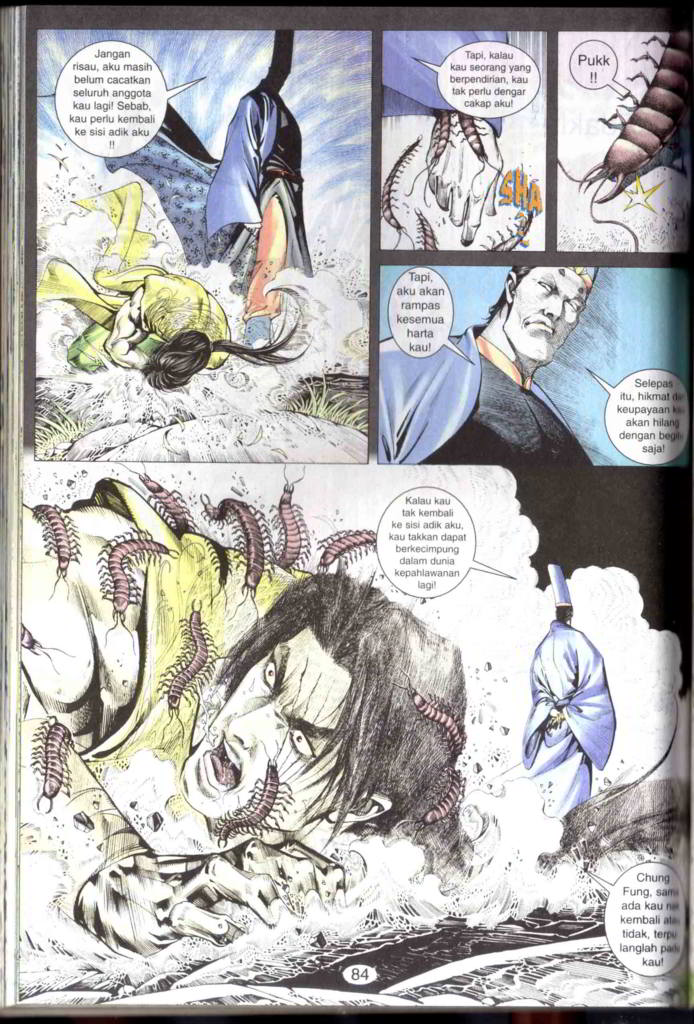 Jangan
risau, aku masih
belum cacatkan
seluruh anggota
kau lagi! Sebab,
kau perlu kembali
ke sisi adik aku
!!
Tapi, kalau
kau seorang yang
berpendirian, kau
tak perlu dengar
cakap aku!
SHA
Pukk
!!
Tapi,
aku akan
rampas
kesemua
harta
kau!
Selepas
itu, hikmat
keupayaan
akan hilang
dengan
saja!
Kalau kau
tak kembali
ke sisi adik aku,
kau takkan dapat
berkecimpung
dalam dunia
kepahlawanan
lagi!
Chung
Fung,
ada kau
kembali
tidak,
langlah
kau!
84